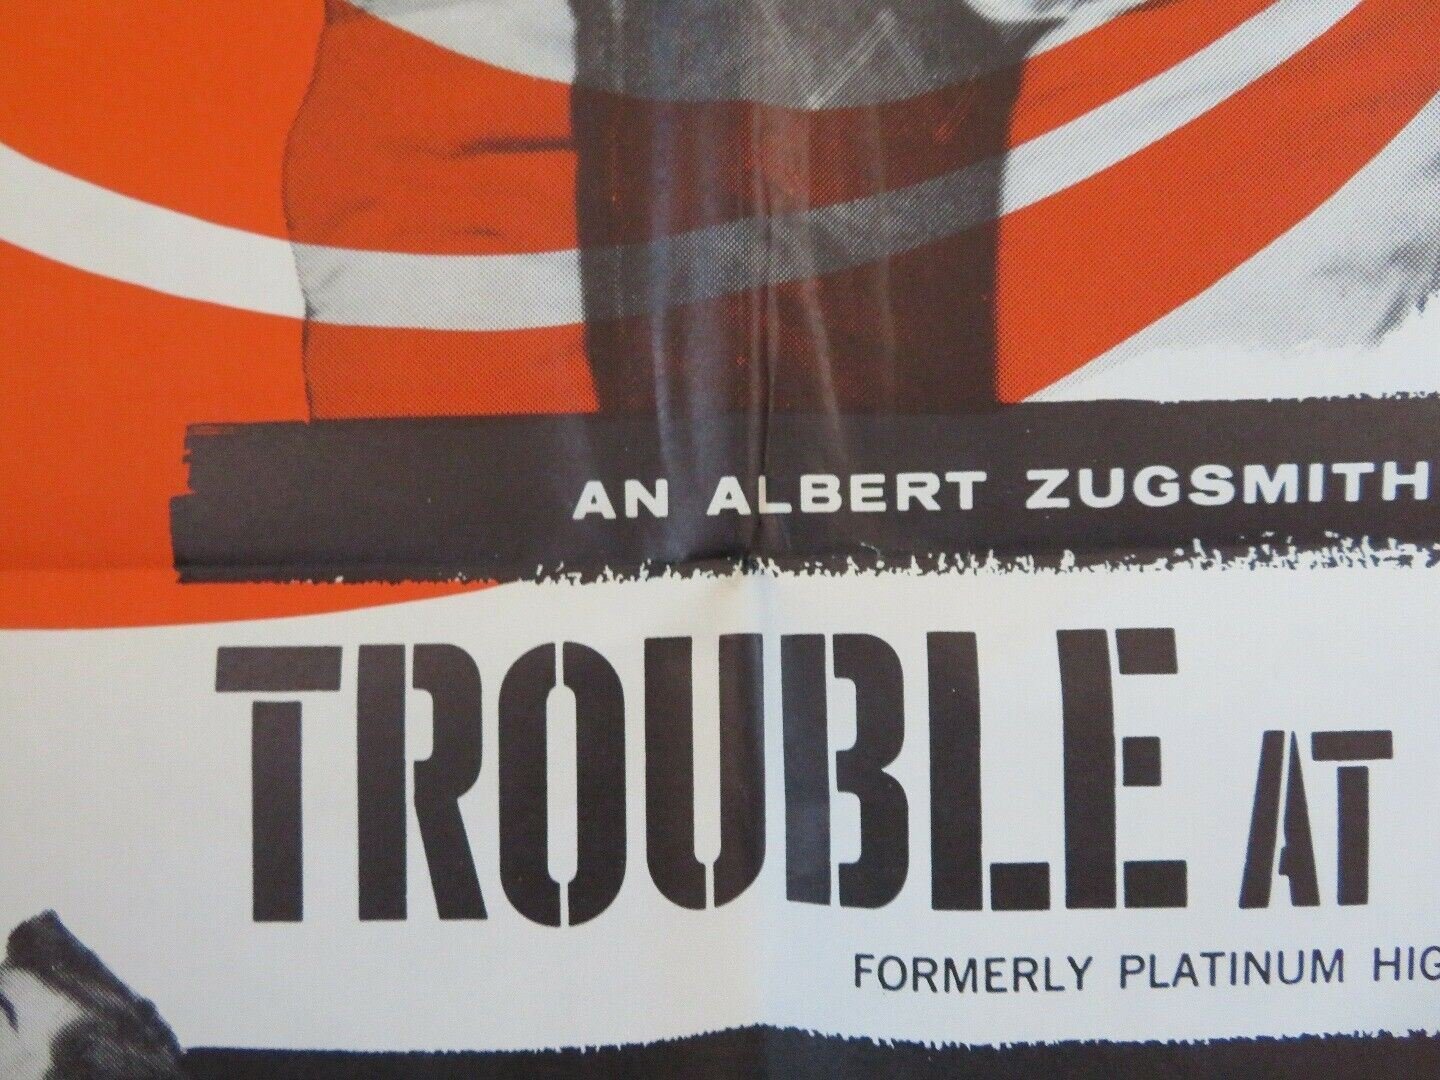 AN ALBERT ZUGSMITH
TROUBLE AT
FORMERLY PLATINUM HIG